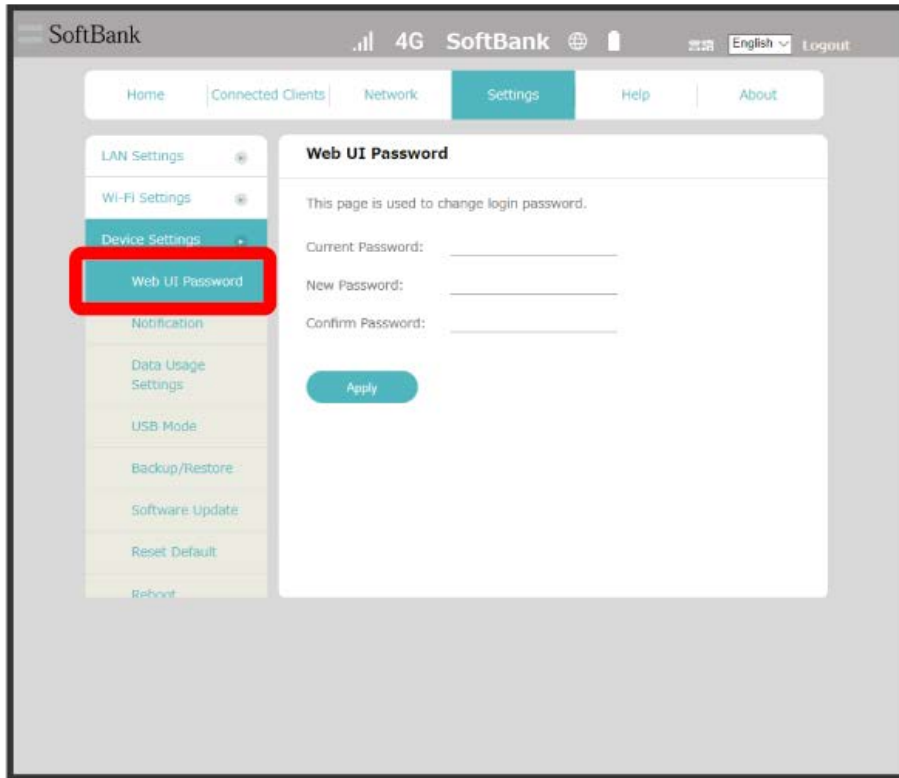 SoftBank
4G SoftBank
言語 English Logout
Home Connected Clients Network Settings Help About
LAN Settings
Wi-Fi Settings
Device Settings
Web UI Password
Notification
Data Usage
Settings
USB Mode
Backup/Restore
Software Update
Reset Default
Reboot
Web UI Password
This page is used to change login password.
Current Password:
New Password:
Confirm Password:
Apply